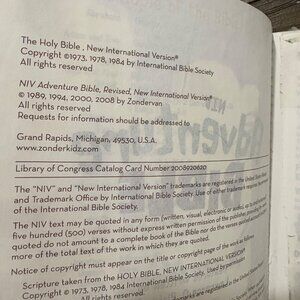 The Holy Bible, New International Version®
Copyright ©1973, 1978, 1984 by International Bible Society
All rights reserved
NIV Adventure Bible, Revised, New International Version®
© 1989, 1994, 2000, 2008 by Zondervan
All rights reserved
Requests for information should be addressed to
Grand Rapids, Michigan, 49530, U.S.A.
www.zonderkidz.com
Library of Congress Catalog Card Number 2008920620
The "NIV" and "New International Version" trademarks are registered in the United States Patent
and Trademark Office by International Bible Society. Use of either trademark requires
of the International Bible Society.
The NIV text may be quoted in any form (written, visual, electronic, or audio), up to and
five hundred (500) verses without express written permission of the publisher, providing the
quoted do not amount to a complete book of the Bible nor do the verses quoted
more of the total text of the work in which they are quoted.
Notice of copyright must appear on the title or copyright page of the work as follows:
Scripture taken from the HOLY BIBLE, NEW INTERNATIONAL VERSION®.
Copyright © 1973, 1978, 1984 International Bible Society. Used by permission
trademarks are registered in the United